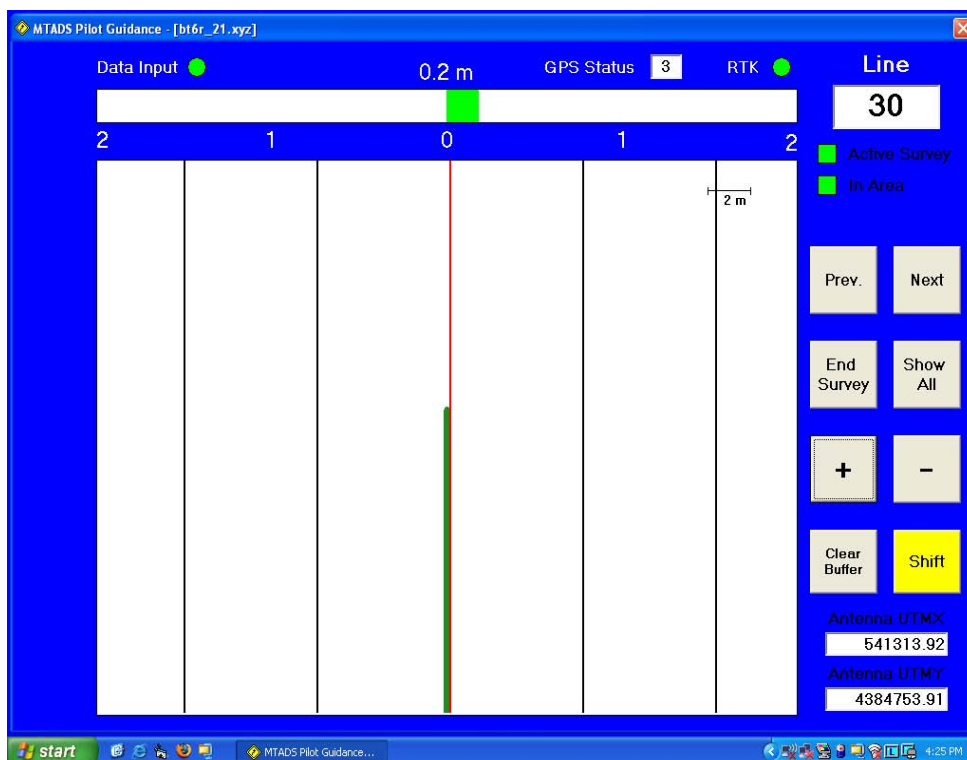 MTADS Pilot Guidance - [bt6r_21.xyz]
Data Input
0.2 m
GPS Status 3
RTK
Line
30
2 1 0 1 2
Active Survey
In Area
2 m
Prev.
Next
End Survey
Show All
+
-
Clear Buffer
Shift
Antenna UTMX
541313.92
Antenna UTMY
4384753.91
start
MTADS Pilot Guidance...
4:25 PM